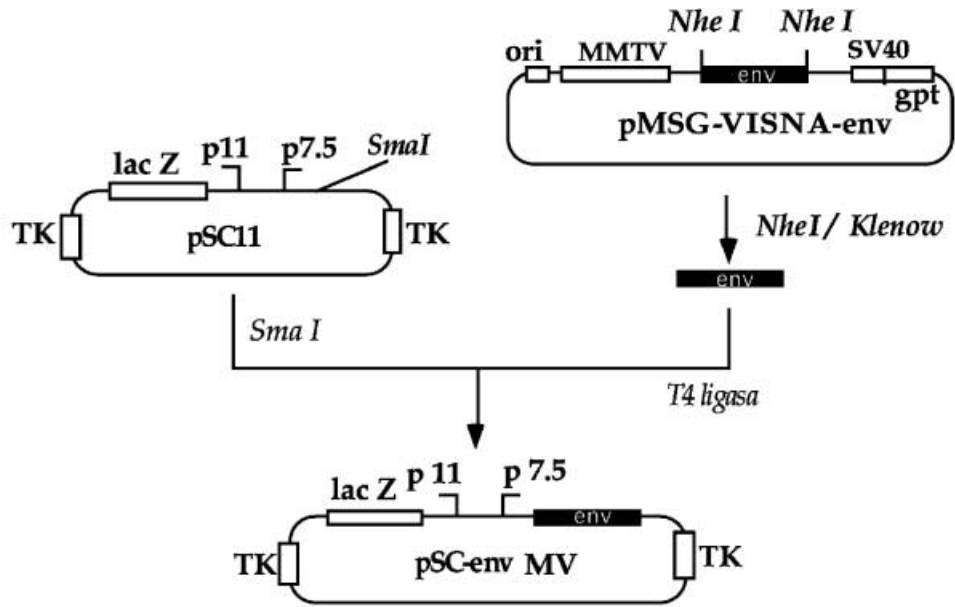 Nhe I Nhe I
ori MMTV SV40
env
gpt
pMSG-VISNA-env
p11 p7.5 SmaI
lac Z
TK TK
pSC11
NheI / Klenow
env
Sma I
T4 ligasa
p 11 p 7.5
lac Z
env
TK TK
pSC-env MV